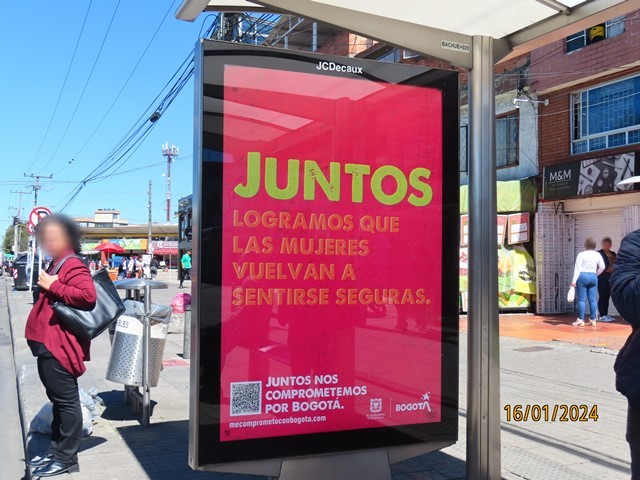 JCDecaux
BACHUE
JUNTOS
LOGRAMOS QUE
LAS MUJERES
VUELVAN A
SENTIRSE SEGURAS.
JUNTOS NOS
COMPROMETEMOS
POR BOGOTÁ.
mecomprometoconbogota.com
BOGOTÁ
M&M
16/01/2024